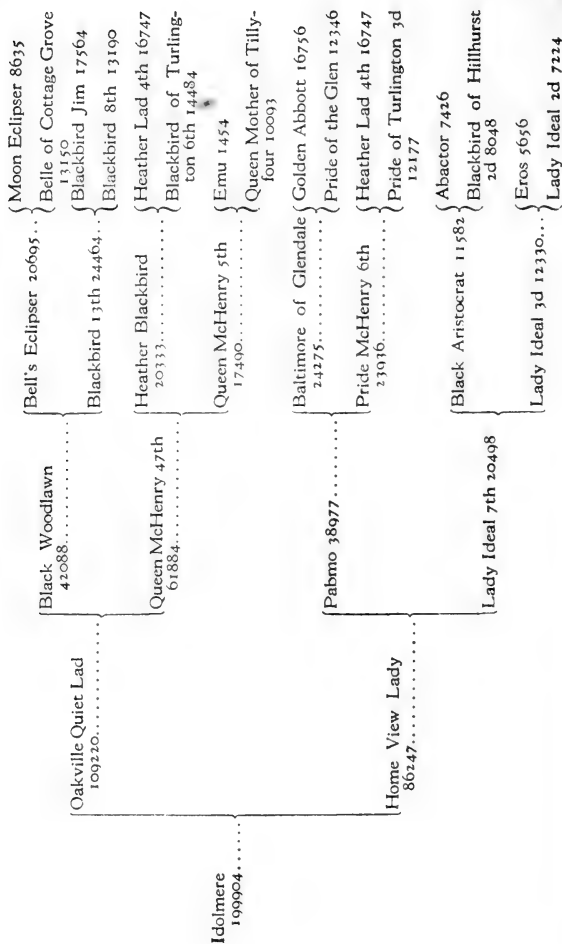 Idolmere
199904......
Oakville Quiet Lad
109220..........
Black Woodlawn
42088...........
Bell's Eclipser 20695..
Moon Eclipser 8635
Belle of Cottage Grove
13150
Blackbird 13th 24464
Blackbird Jim 17564
Blackbird 8th 13190
Queen McHenry 47th
61884...........
Heather Blackbird
20333...........
Heather Lad 4th 16747
Blackbird of Turling-
ton 6th 14484
Queen McHenry 5th
17490..........
Emu 1454
Queen Mother of Tilly-
four 10093
Home View Lady
86247..........
Pabmo 38977..........
Baltimore of Glendale
24275..........
Golden Abbott 16756
Pride of the Glen 12346
Pride McHenry 6th
23936..........
Heather Lad 4th 16747
Pride of Turlington 3d
12177
Lady Ideal 7th 20498
Black Aristocrat 11582
Abactor 7426
Blackbird of Hillhurst
2d 8048
Lady Ideal 3d 12330...
Eros 5656
Lady Ideal 2d 7224